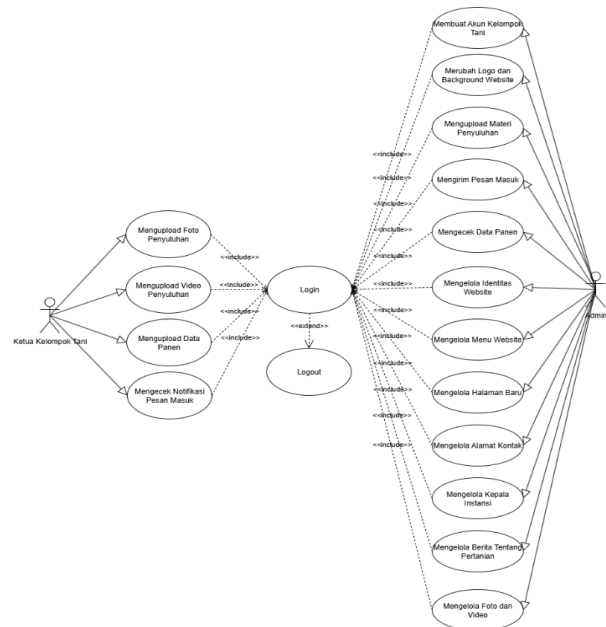 Membuat Akun Kelompok
Tani
Merubah Logo dan
Background Website
Mengupload Materi
Penyuluhan
<<include>>
<<include>>
Mengirim Pesan Masuk
<<include>>
<<include>>
Mengupload Foto
Penyuluhan
Mengecek Data Panen
<<include>>
<<include>>
Mengupload Video
Penyuluhan
<<include>>
Login
<<include>>
Mengelola Identitas
Website
Ketua Kelompok Tani
Admin
Mengupload Data
Panen
<<include>>
<<include>>
<<extend>>
<<include>>
Mengelola Menu Website
Mengecek Notifikasi
Pesan Masuk
Logout
<<include>>
Mengelola Halaman Baru
<<include>>
<<include>>
Mengelola Alamat Kontak
Mengelola Kepala
Instansi
Mengelola Berita Tentang
Pertanian
Mengelola Foto dan
Video